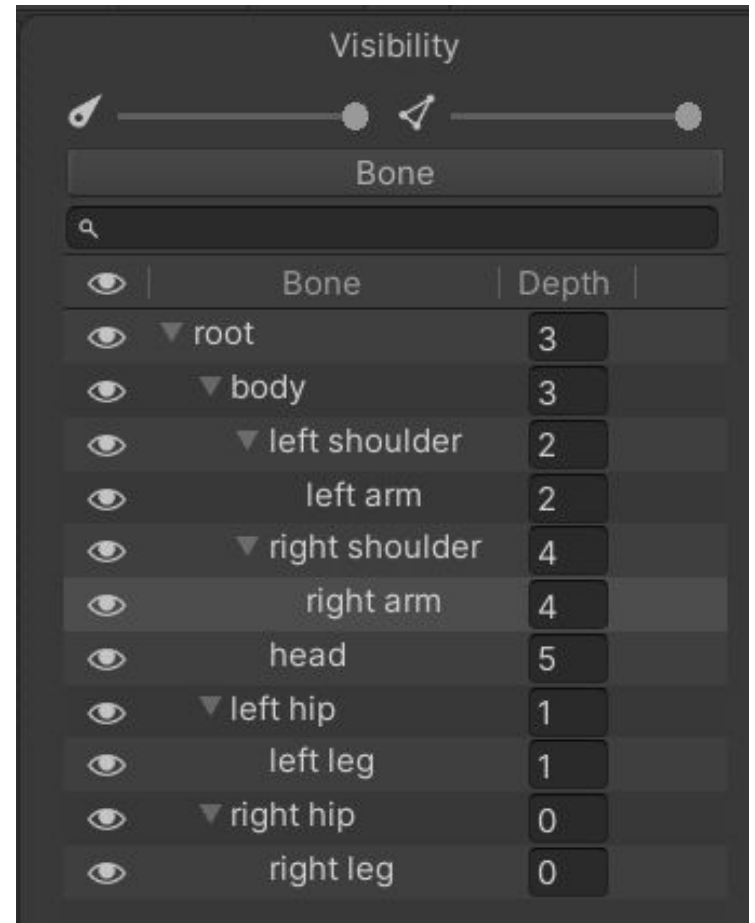 Visibility
Bone
Bone Depth
root 3
body 3
left shoulder 2
left arm 2
right shoulder 4
right arm 4
head 5
left hip 1
left leg 1
right hip 0
right leg 0